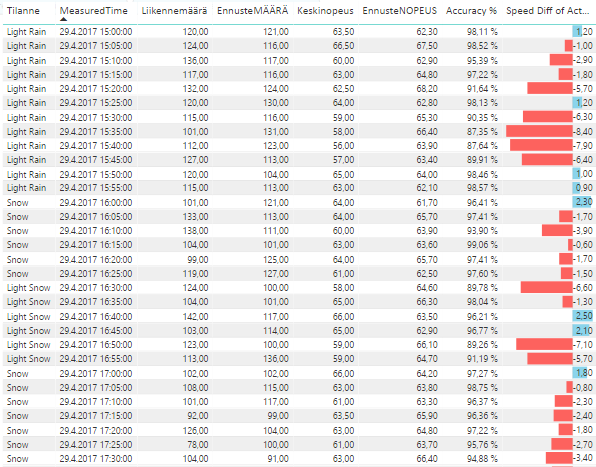 Tilanne MeasuredTime Liikennemäärä EnnusteMÄÄRÄ Keskinopeus EnnusteNOPEUS Accuracy % Speed Diff of Act...
Light Rain 29.4.2017 15:00:00 120,00 121,00 63,50 62,30 98,11 % 1,20
Light Rain 29.4.2017 15:05:00 124,00 116,00 66,50 67,50 98,52 % -1,00
Light Rain 29.4.2017 15:10:00 136,00 117,00 60,00 62,90 95,39 % -2,90
Light Rain 29.4.2017 15:15:00 117,00 116,00 63,00 64,80 97,22 % -1,80
Light Rain 29.4.2017 15:20:00 132,00 124,00 62,50 68,20 91,64 % -5,70
Light Rain 29.4.2017 15:25:00 120,00 130,00 64,00 62,80 98,13 % 1,20
Light Rain 29.4.2017 15:30:00 115,00 116,00 59,00 65,30 90,35 % -6,30
Light Rain 29.4.2017 15:35:00 101,00 131,00 58,00 66,40 87,35 % -8,40
Light Rain 29.4.2017 15:40:00 112,00 123,00 56,00 63,90 87,64 % -7,90
Light Rain 29.4.2017 15:45:00 127,00 113,00 57,00 63,40 89,91 % -6,40
Light Rain 29.4.2017 15:50:00 120,00 104,00 65,00 64,00 98,46 % 1,00
Light Rain 29.4.2017 15:55:00 115,00 113,00 63,00 62,10 98,57 % 0,90
Snow 29.4.2017 16:00:00 101,00 121,00 64,00 61,70 96,41 % 2,30
Snow 29.4.2017 16:05:00 133,00 113,00 64,00 65,70 97,41 % -1,70
Snow 29.4.2017 16:10:00 138,00 111,00 60,00 63,90 93,90 % -3,90
Snow 29.4.2017 16:15:00 104,00 101,00 63,00 63,60 99,06 % -0,60
Snow 29.4.2017 16:20:00 99,00 125,00 64,00 65,70 97,41 % -1,70
Snow 29.4.2017 16:25:00 119,00 127,00 61,00 62,50 97,60 % -1,50
Light Snow 29.4.2017 16:30:00 124,00 100,00 58,00 64,60 89,78 % -6,60
Light Snow 29.4.2017 16:35:00 104,00 101,00 65,00 66,30 98,04 % -1,30
Light Snow 29.4.2017 16:40:00 142,00 117,00 66,00 63,50 96,21 % 2,50
Light Snow 29.4.2017 16:45:00 103,00 114,00 65,00 62,90 96,77 % 2,10
Light Snow 29.4.2017 16:50:00 123,00 100,00 59,00 66,10 89,26 % -7,10
Light Snow 29.4.2017 16:55:00 113,00 136,00 59,00 64,70 91,19 % -5,70
Snow 29.4.2017 17:00:00 102,00 102,00 66,00 64,20 97,27 % 1,80
Snow 29.4.2017 17:05:00 108,00 115,00 63,00 63,80 98,75 % -0,80
Snow 29.4.2017 17:10:00 101,00 117,00 61,00 63,30 96,37 % -2,30
Snow 29.4.2017 17:15:00 92,00 99,00 63,50 65,90 96,36 % -2,40
Snow 29.4.2017 17:20:00 126,00 104,00 63,00 64,80 97,22 % -1,80
Snow 29.4.2017 17:25:00 78,00 100,00 61,00 63,70 95,76 % -2,70
Snow 29.4.2017 17:30:00 104,00 91,00 63,00 66,40 94,88 % -3,40